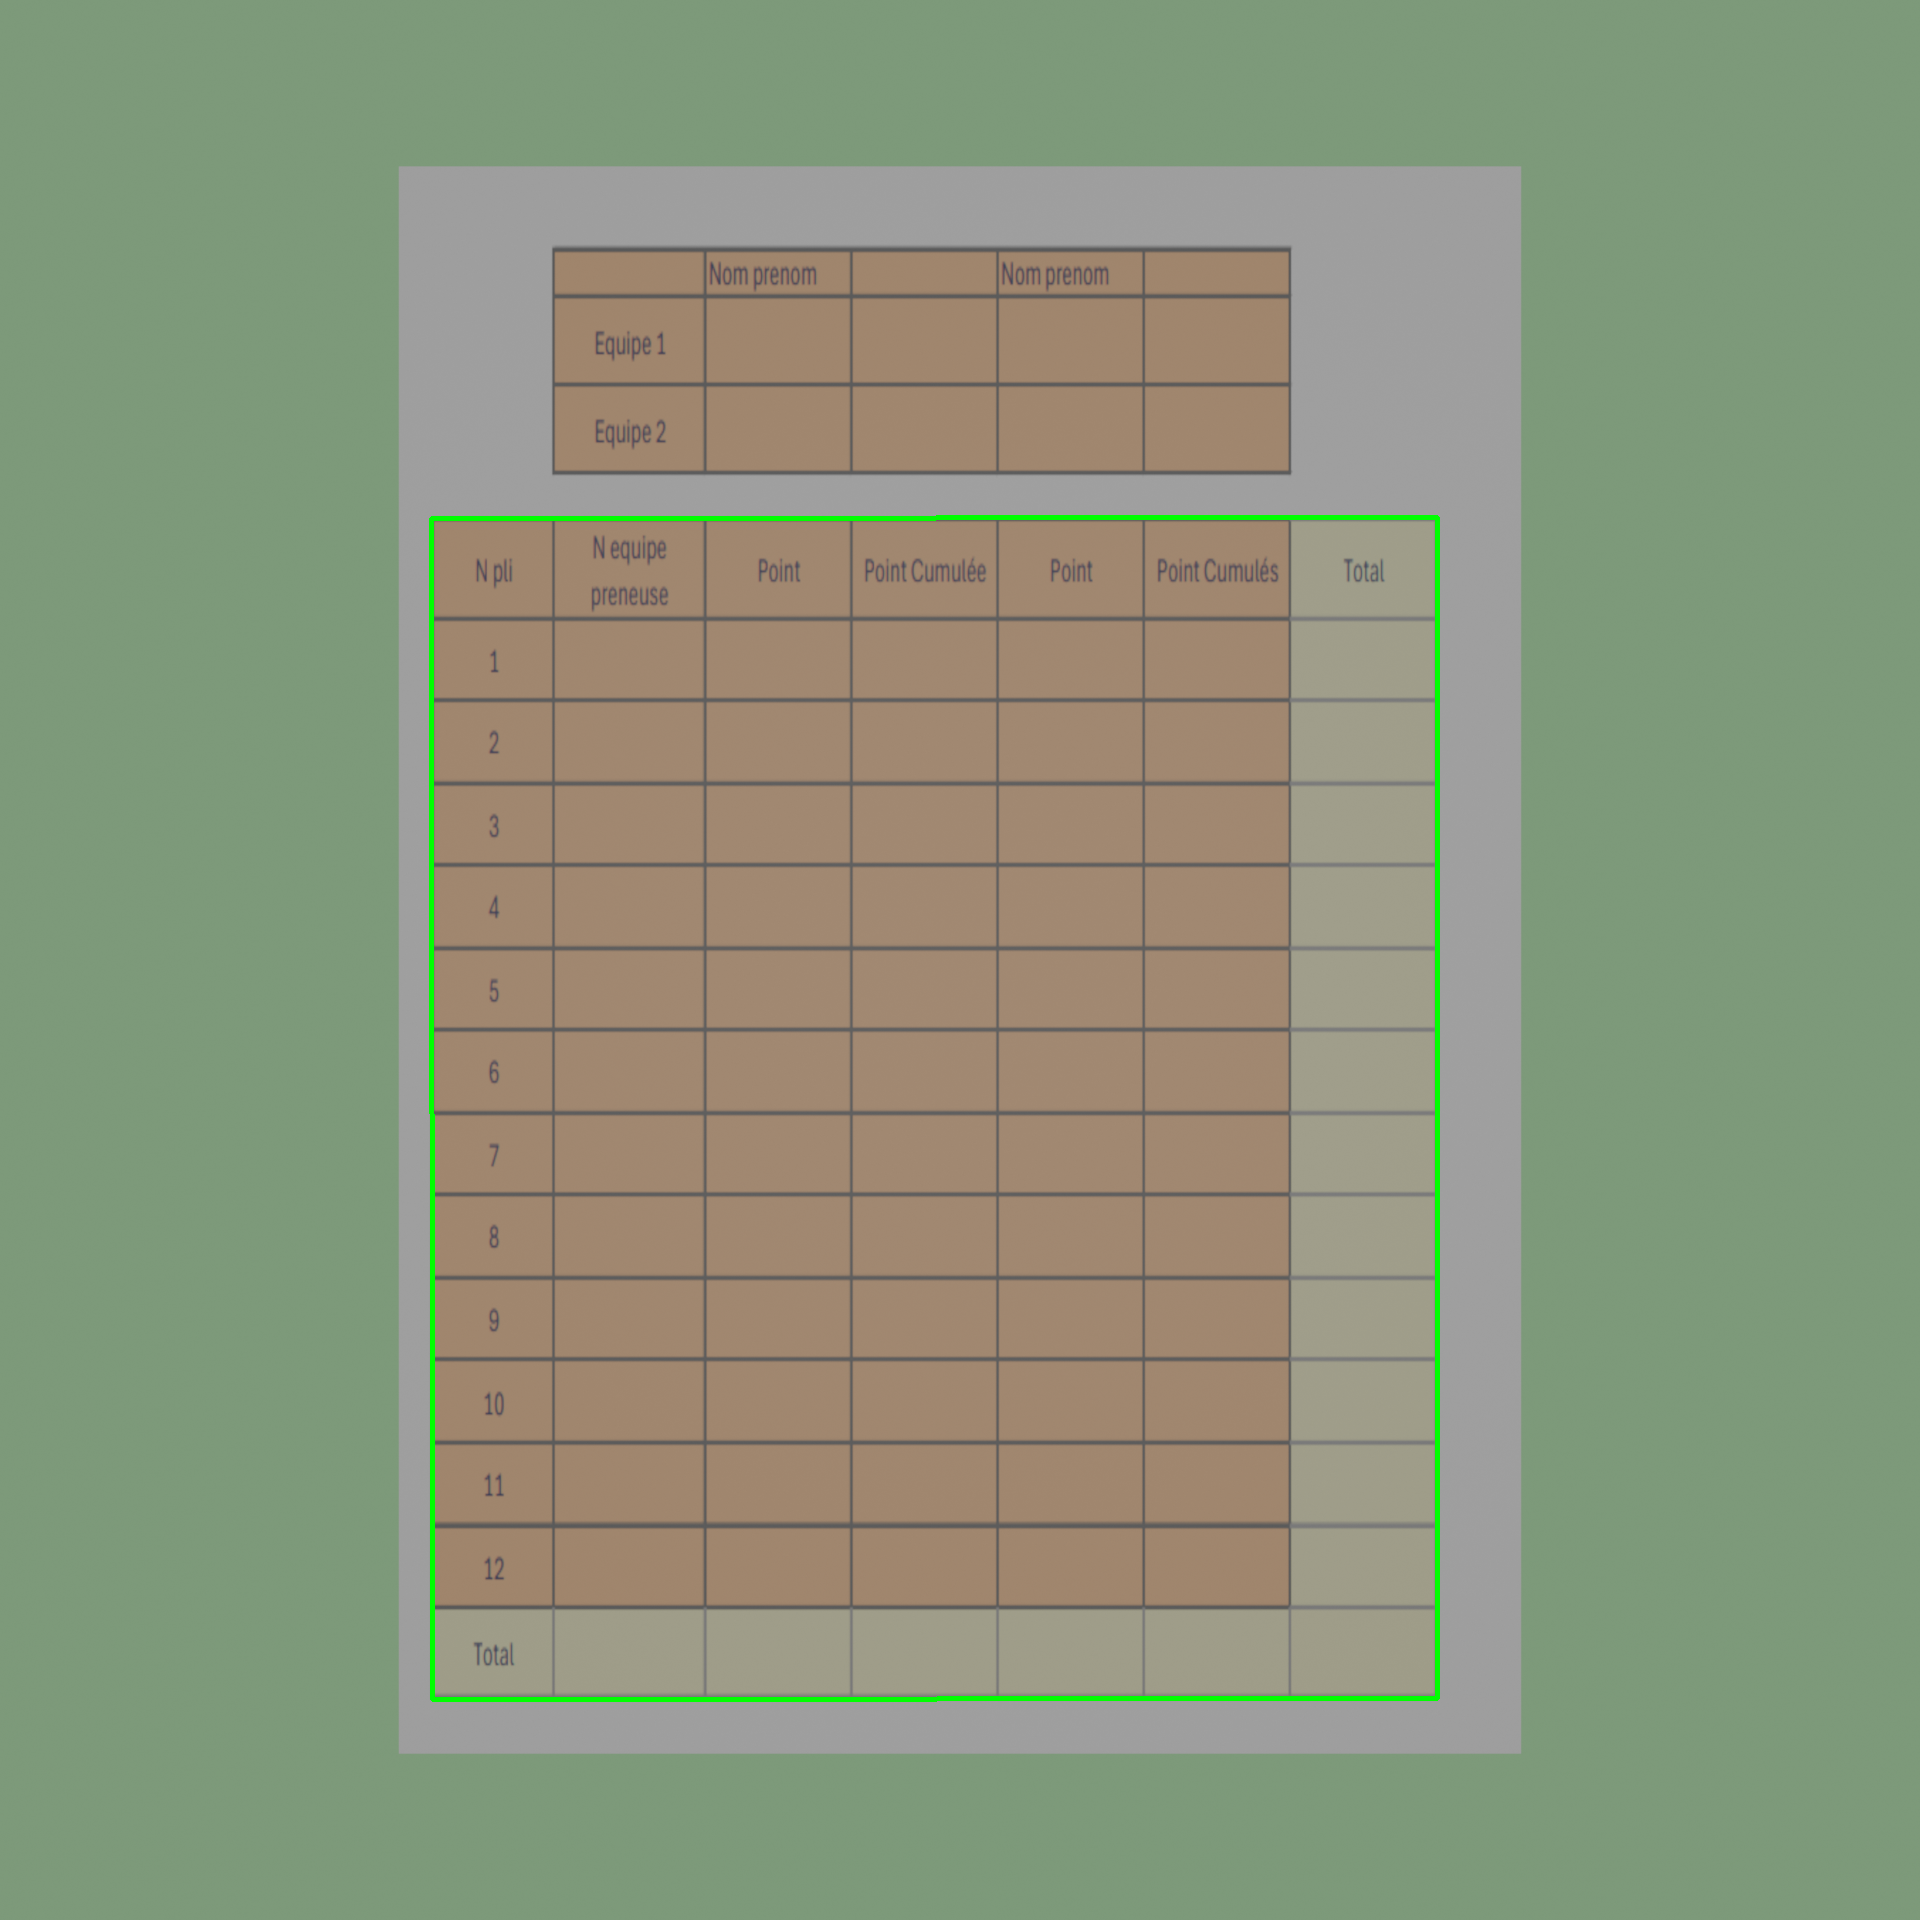 Nom prenom Nom prenom
Equipe 1
Equipe 2
N pli N equipe preneuse Point Point Cumulée Point Point Cumulés Total
1
2
3
4
5
6
7
8
9
10
11
12
Total